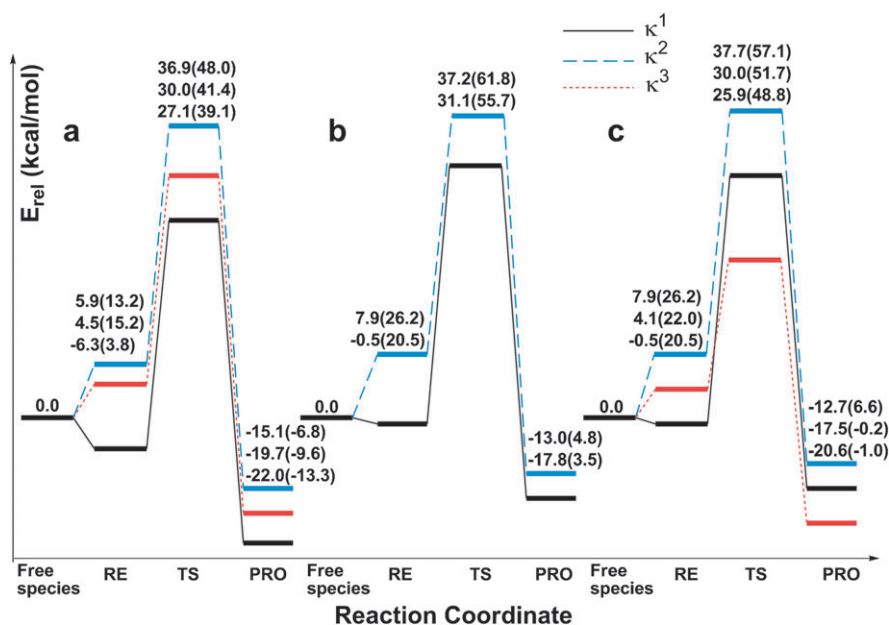 κ1
κ2
κ3
Erel (kcal/mol)
a
36.9(48.0)
30.0(41.4)
27.1(39.1)
5.9(13.2)
4.5(15.2)
-6.3(3.8)
0.0
-15.1(-6.8)
-19.7(-9.6)
-22.0(-13.3)
b
37.2(61.8)
31.1(55.7)
7.9(26.2)
-0.5(20.5)
0.0
-13.0(4.8)
-17.8(3.5)
c
37.7(57.1)
30.0(51.7)
25.9(48.8)
7.9(26.2)
4.1(22.0)
-0.5(20.5)
0.0
-12.7(6.6)
-17.5(-0.2)
-20.6(-1.0)
Free species RE TS PRO
Free species RE TS PRO
Free species RE TS PRO
Reaction Coordinate